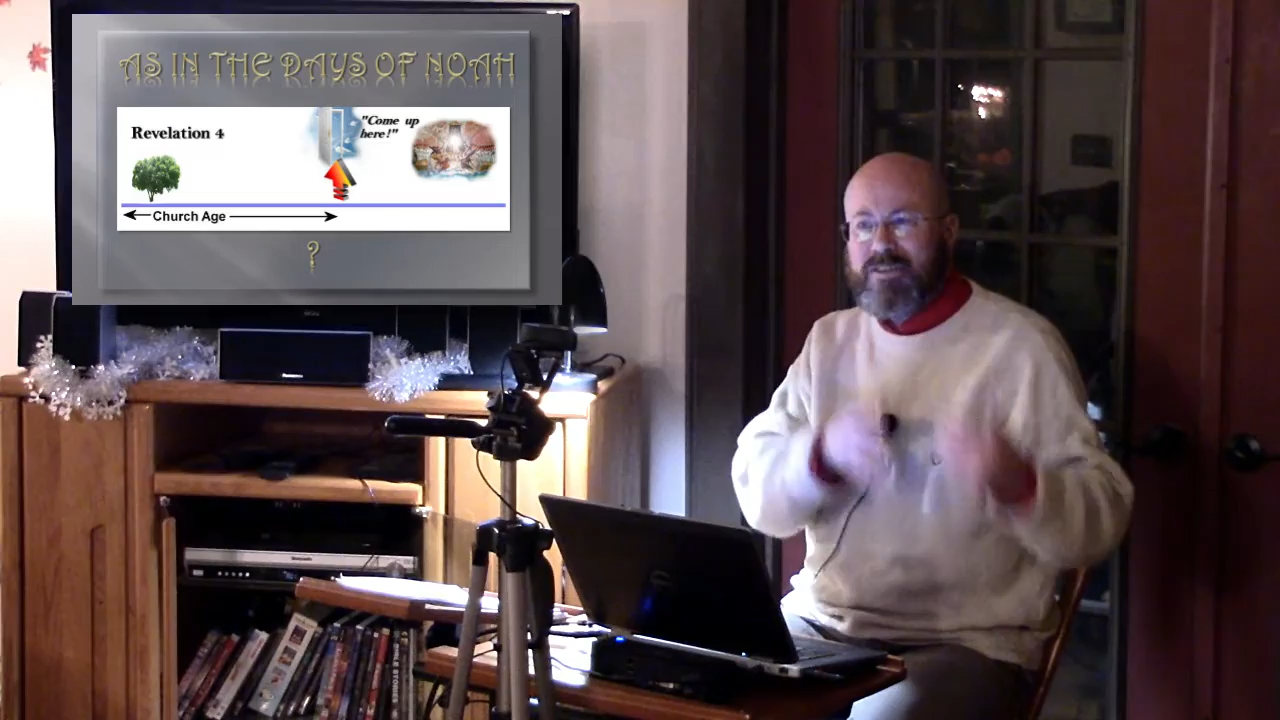 AS IN THE DAYS OF NOAH
Revelation 4
"Come up
here!"
Church Age
?